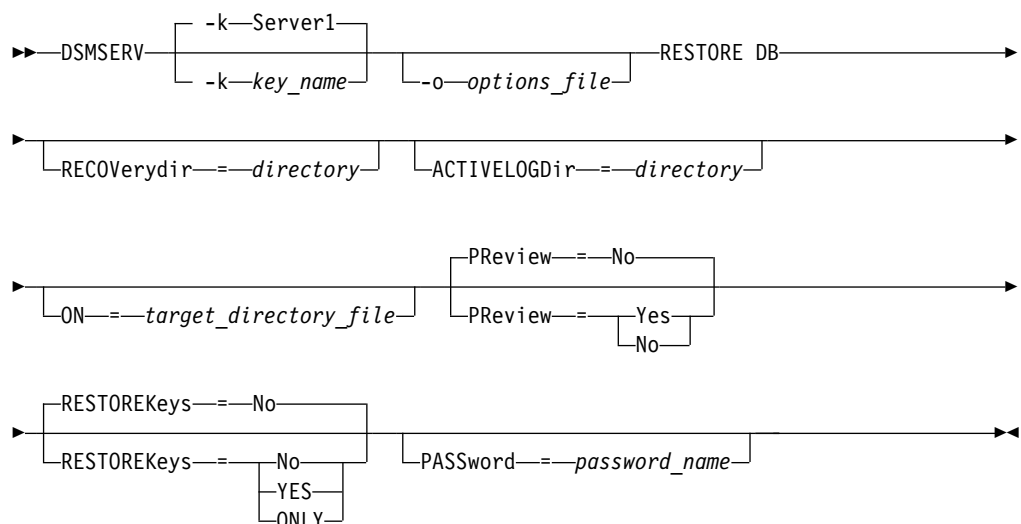 -k Server1
DSMSERV RESTORE DB
-k key_name -o options_file
RECOVerydir = directory ACTIVELOGDir = directory
PReview = No
ON = target_directory_file PReview = Yes
No
RESTOREKeys = No
RESTOREKeys = No PASSword = password_name
YES
ONLY